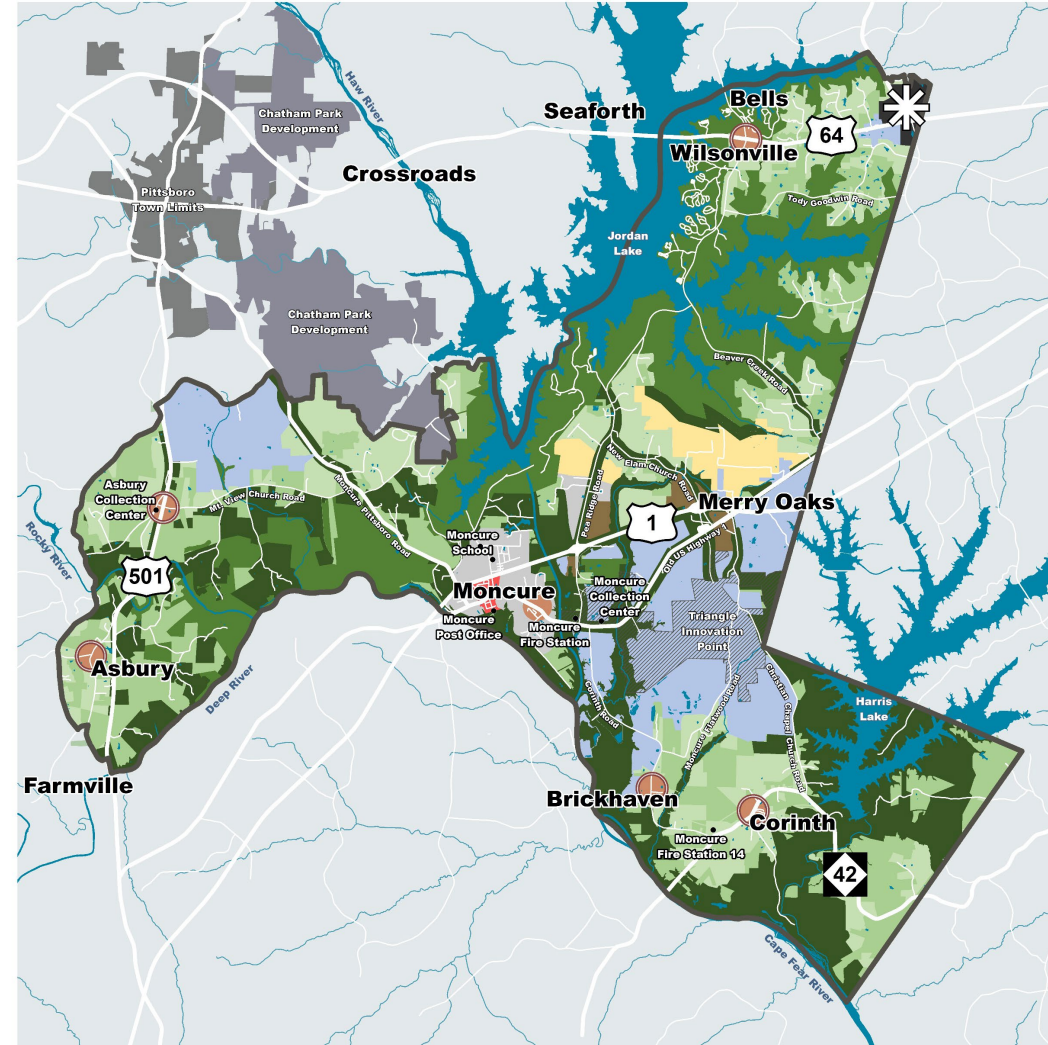 Haw River
Chatham Park
Development
Seaforth
Bells
64
Wilsonville
Crossroads
Pittsboro
Town Limits
Tody Goodwin Road
Jordan
Lake
Chatham Park
Development
Beaver Creek Road
New Elam Church Road
Asbury
Collection
Center
Mt View Church Road
Moncure Pittsboro Road
Pea Ridge Road
Merry Oaks
1
Old US Highway 1
Rocky River
Moncure
School
501
Moncure
Moncure
Collection
Center
Moncure
Post Office
Moncure
Fire Station
Triangle
Innovation
Point
Asbury
Deep River
Corinth Road
Moncure Flatwood Road
Christian Chapel Church Road
Harris
Lake
Farmville
Brickhaven
Corinth
Moncure
Fire Station 14
42
Cape Fear River